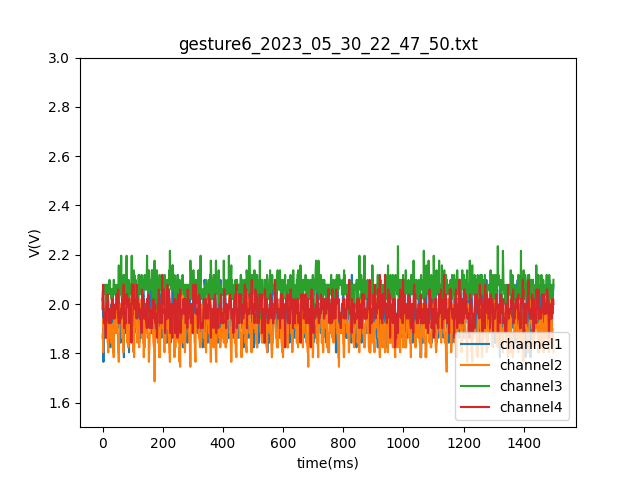 gesture6_2023_05_30_22_47_50.txt
3.0
2.8
2.6
2.4
2.2
2.0
1.8
1.6
V(V)
0 200 400 600 800 1000 1200 1400
time(ms)
channel1
channel2
channel3
channel4